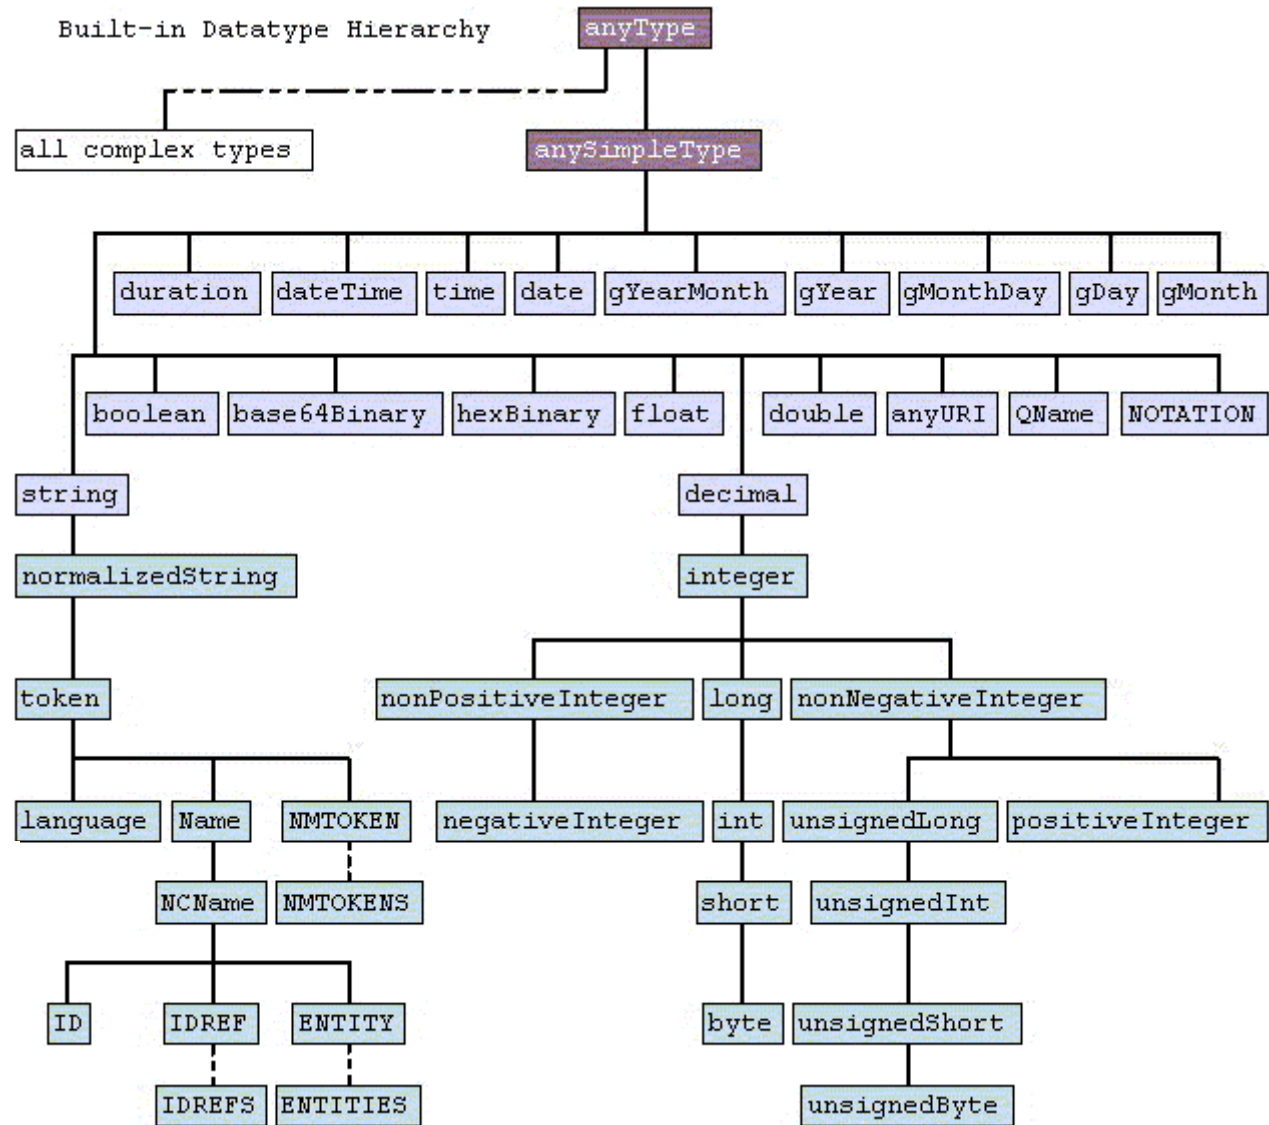 Built-in Datatype Hierarchy
anyType
all complex types
anySimpleType
duration
dateTime
time
date
gYearMonth
gYear
gMonthDay
gDay
gMonth
boolean
base64Binary
hexBinary
float
double
anyURI
QName
NOTATION
string
decimal
normalizedString
integer
token
nonPositiveInteger
long
nonNegativeInteger
language
Name
NMTOKEN
negativeInteger
int
unsignedLong
positiveInteger
NCName
NMTOKENS
short
unsignedInt
ID
IDREF
ENTITY
byte
unsignedShort
IDREFS
ENTITIES
unsignedByte